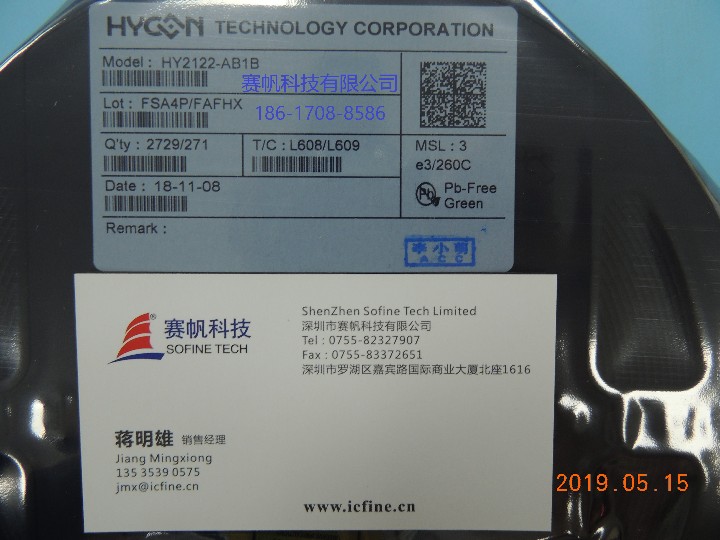 HYCON TECHNOLOGY CORPORATION
Model : HY2122-AB1B
赛帆科技有限公司
Lot : FSA4P/FAFHX
186-1708-8586
Q'ty : 2729/271
T/C : L608/L609
MSL : 3
e3/260C
Date : 18-11-08
Pb
Pb-Free
Green
Remark :
李小萌
ACC
赛帆科技
SOFINE TECH
ShenZhen Sofine Tech Limited
深圳市赛帆科技有限公司
Tel : 0755-82327907
Fax : 0755-83372651
深圳市罗湖区嘉宾路国际商业大厦北座1616
蒋明雄 销售经理
Jiang Mingxiong
135 3539 0575
jmx@icfine.cn
www.icfine.cn
2019.05.15